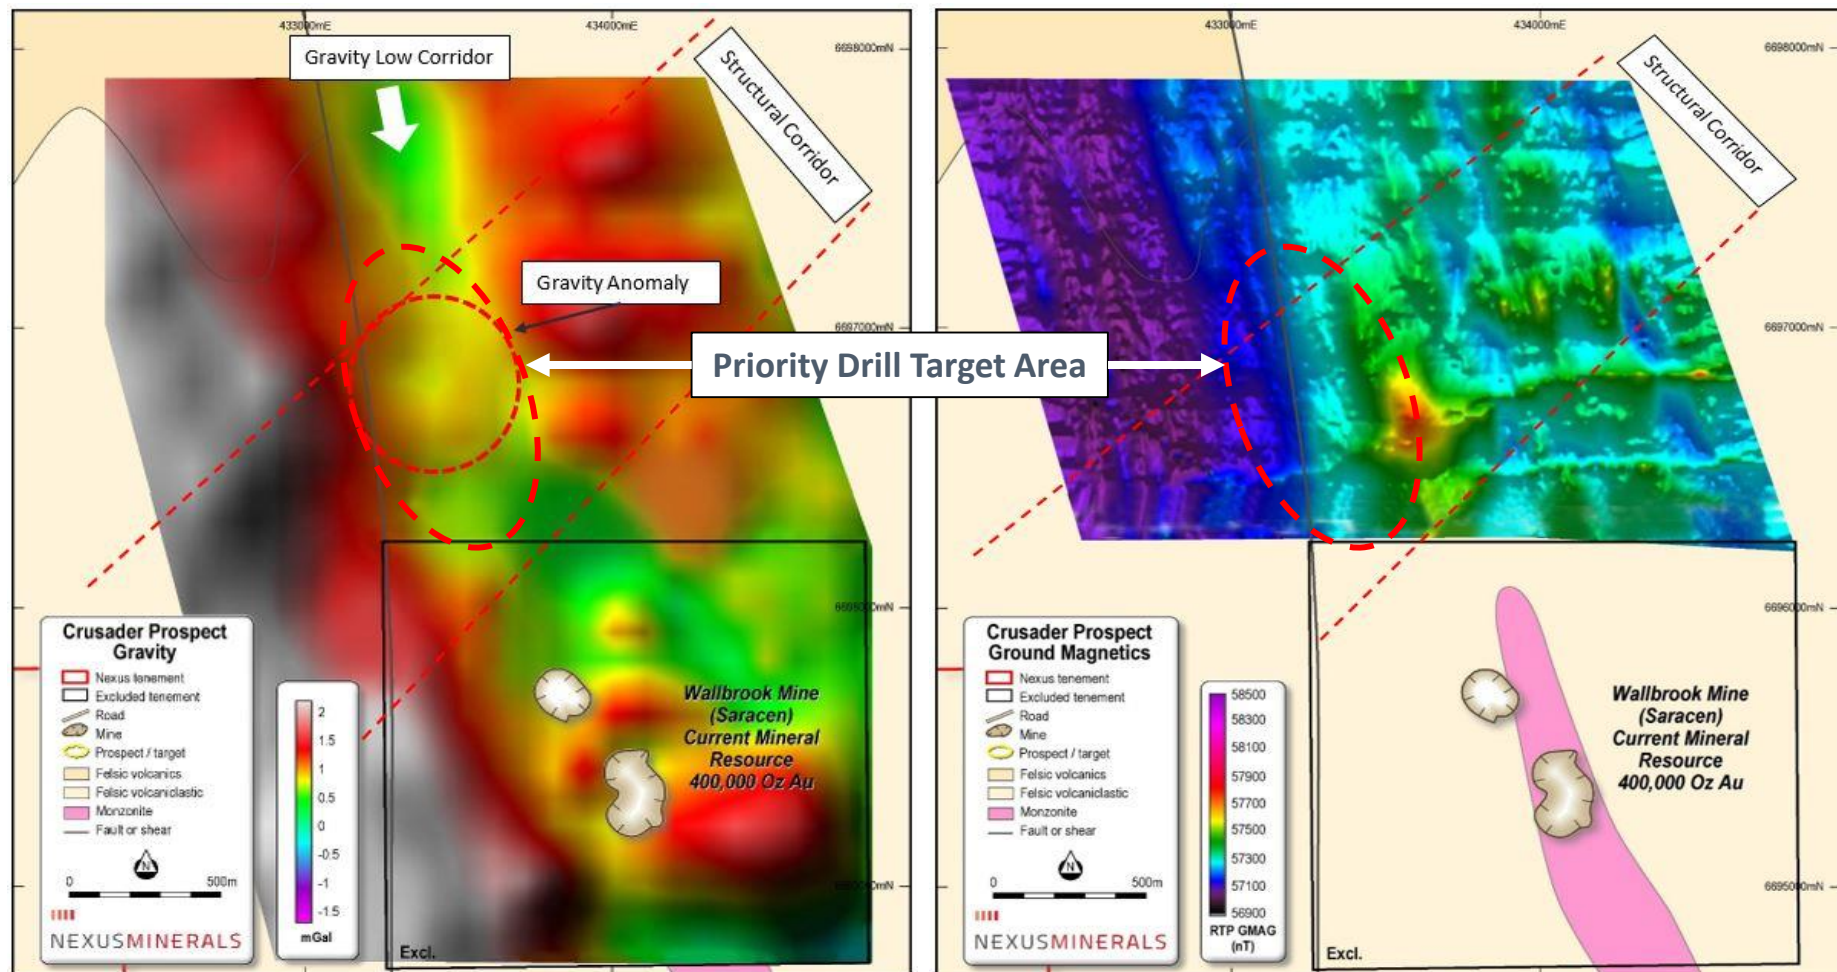 433000mE
434000mE
6698000mN
Gravity Low Corridor
Structural Corridor
Gravity Anomaly
6697000mN
Priority Drill Target Area
Crusader Prospect
Gravity
Nexus tenement
Excluded tenement
Road
Mine
Prospect / target
Felsic volcanics
Felsic volcaniclastic
Monzonite
Fault or shear
N
0
500m
NEXUSMINERALS
2
1.5
1
0.5
0
-0.5
-1
-1.5
mGal
Wallbrook Mine
(Saracen)
Current Mineral
Resource
400,000 Oz Au
Excl.
433000mE
434000mE
6698000mN
Structural Corridor
6697000mN
6696000mN
6695000mN
Crusader Prospect
Ground Magnetics
Nexus tenement
Excluded tenement
Road
Mine
Prospect / target
Felsic volcanics
Felsic volcaniclastic
Monzonite
Fault or shear
N
0
500m
NEXUSMINERALS
58500
58300
58100
57900
57700
57500
57300
57100
56900
RTP GMAG
(nT)
Wallbrook Mine
(Saracen)
Current Mineral
Resource
400,000 Oz Au
Excl.